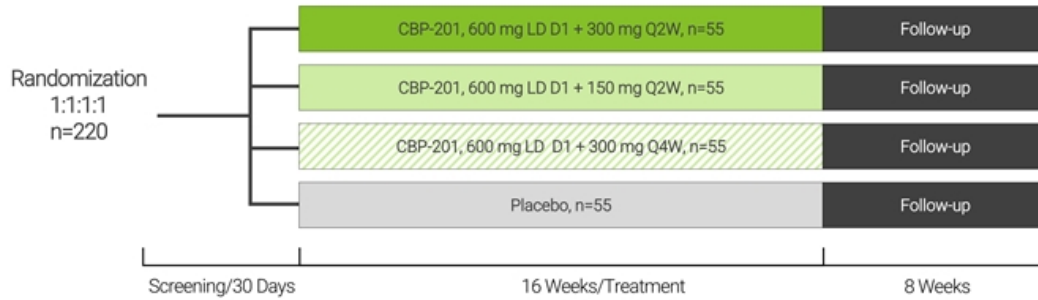 Randomization
1:1:1:1
n=220
CBP-201, 600 mg LD D1 + 300 mg Q2W, n=55
Follow-up
CBP-201, 600 mg LD D1 + 150 mg Q2W, n=55
Follow-up
CBP-201, 600 mg LD D1 + 300 mg Q4W, n=55
Follow-up
Placebo, n=55
Follow-up
Screening/30 Days
16 Weeks/Treatment
8 Weeks